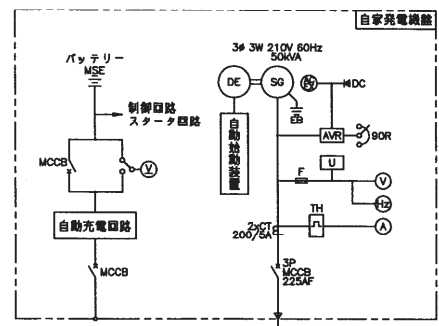 自家発電機盤
3φ 3W 210V 60Hz
50kVA
バッテリー
MSE
DE
SG
DC
制御回路
スタータ回路
EB
自動始動装置
AVR
90R
MCCB
V
U
F
V
Hz
TH
2xCT
200/5A
A
自動充電回路
MCCB
3P
MCCB
225AF